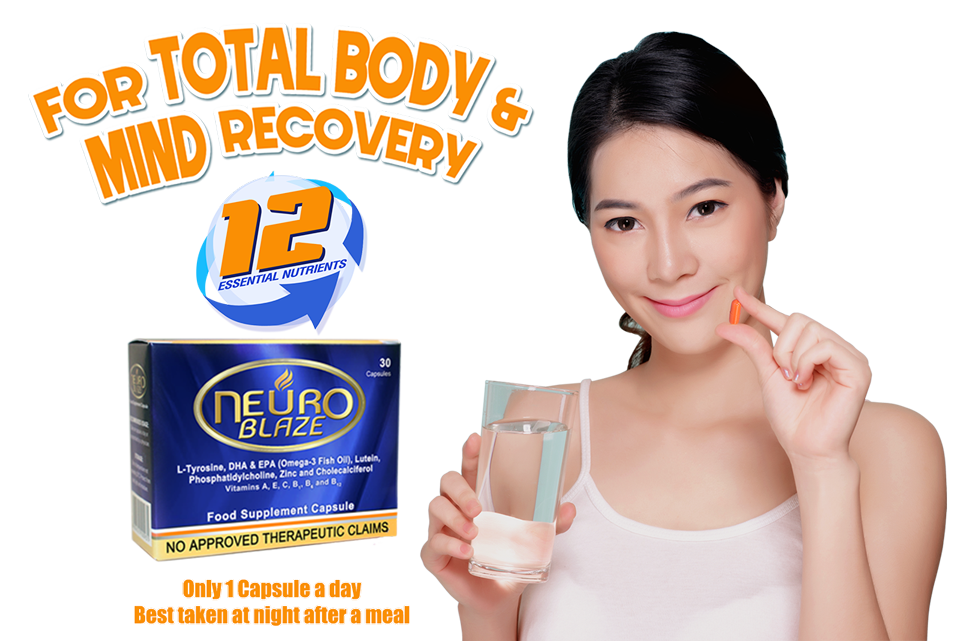 FOR TOTAL BODY &
MIND RECOVERY
12
ESSENTIAL NUTRIENTS
30
Capsules
NEURO
BLAZE
L-Tyrosine, DHA & EPA (Omega-3 Fish Oil), Lutein,
Phosphatidylcholine, Zinc and Cholecalciferol
Vitamins A, E, C, B₁, B₆ and B₁₂
Food Supplement Capsule
NO APPROVED THERAPEUTIC CLAIMS
Only 1 Capsule a day
Best taken at night after a meal